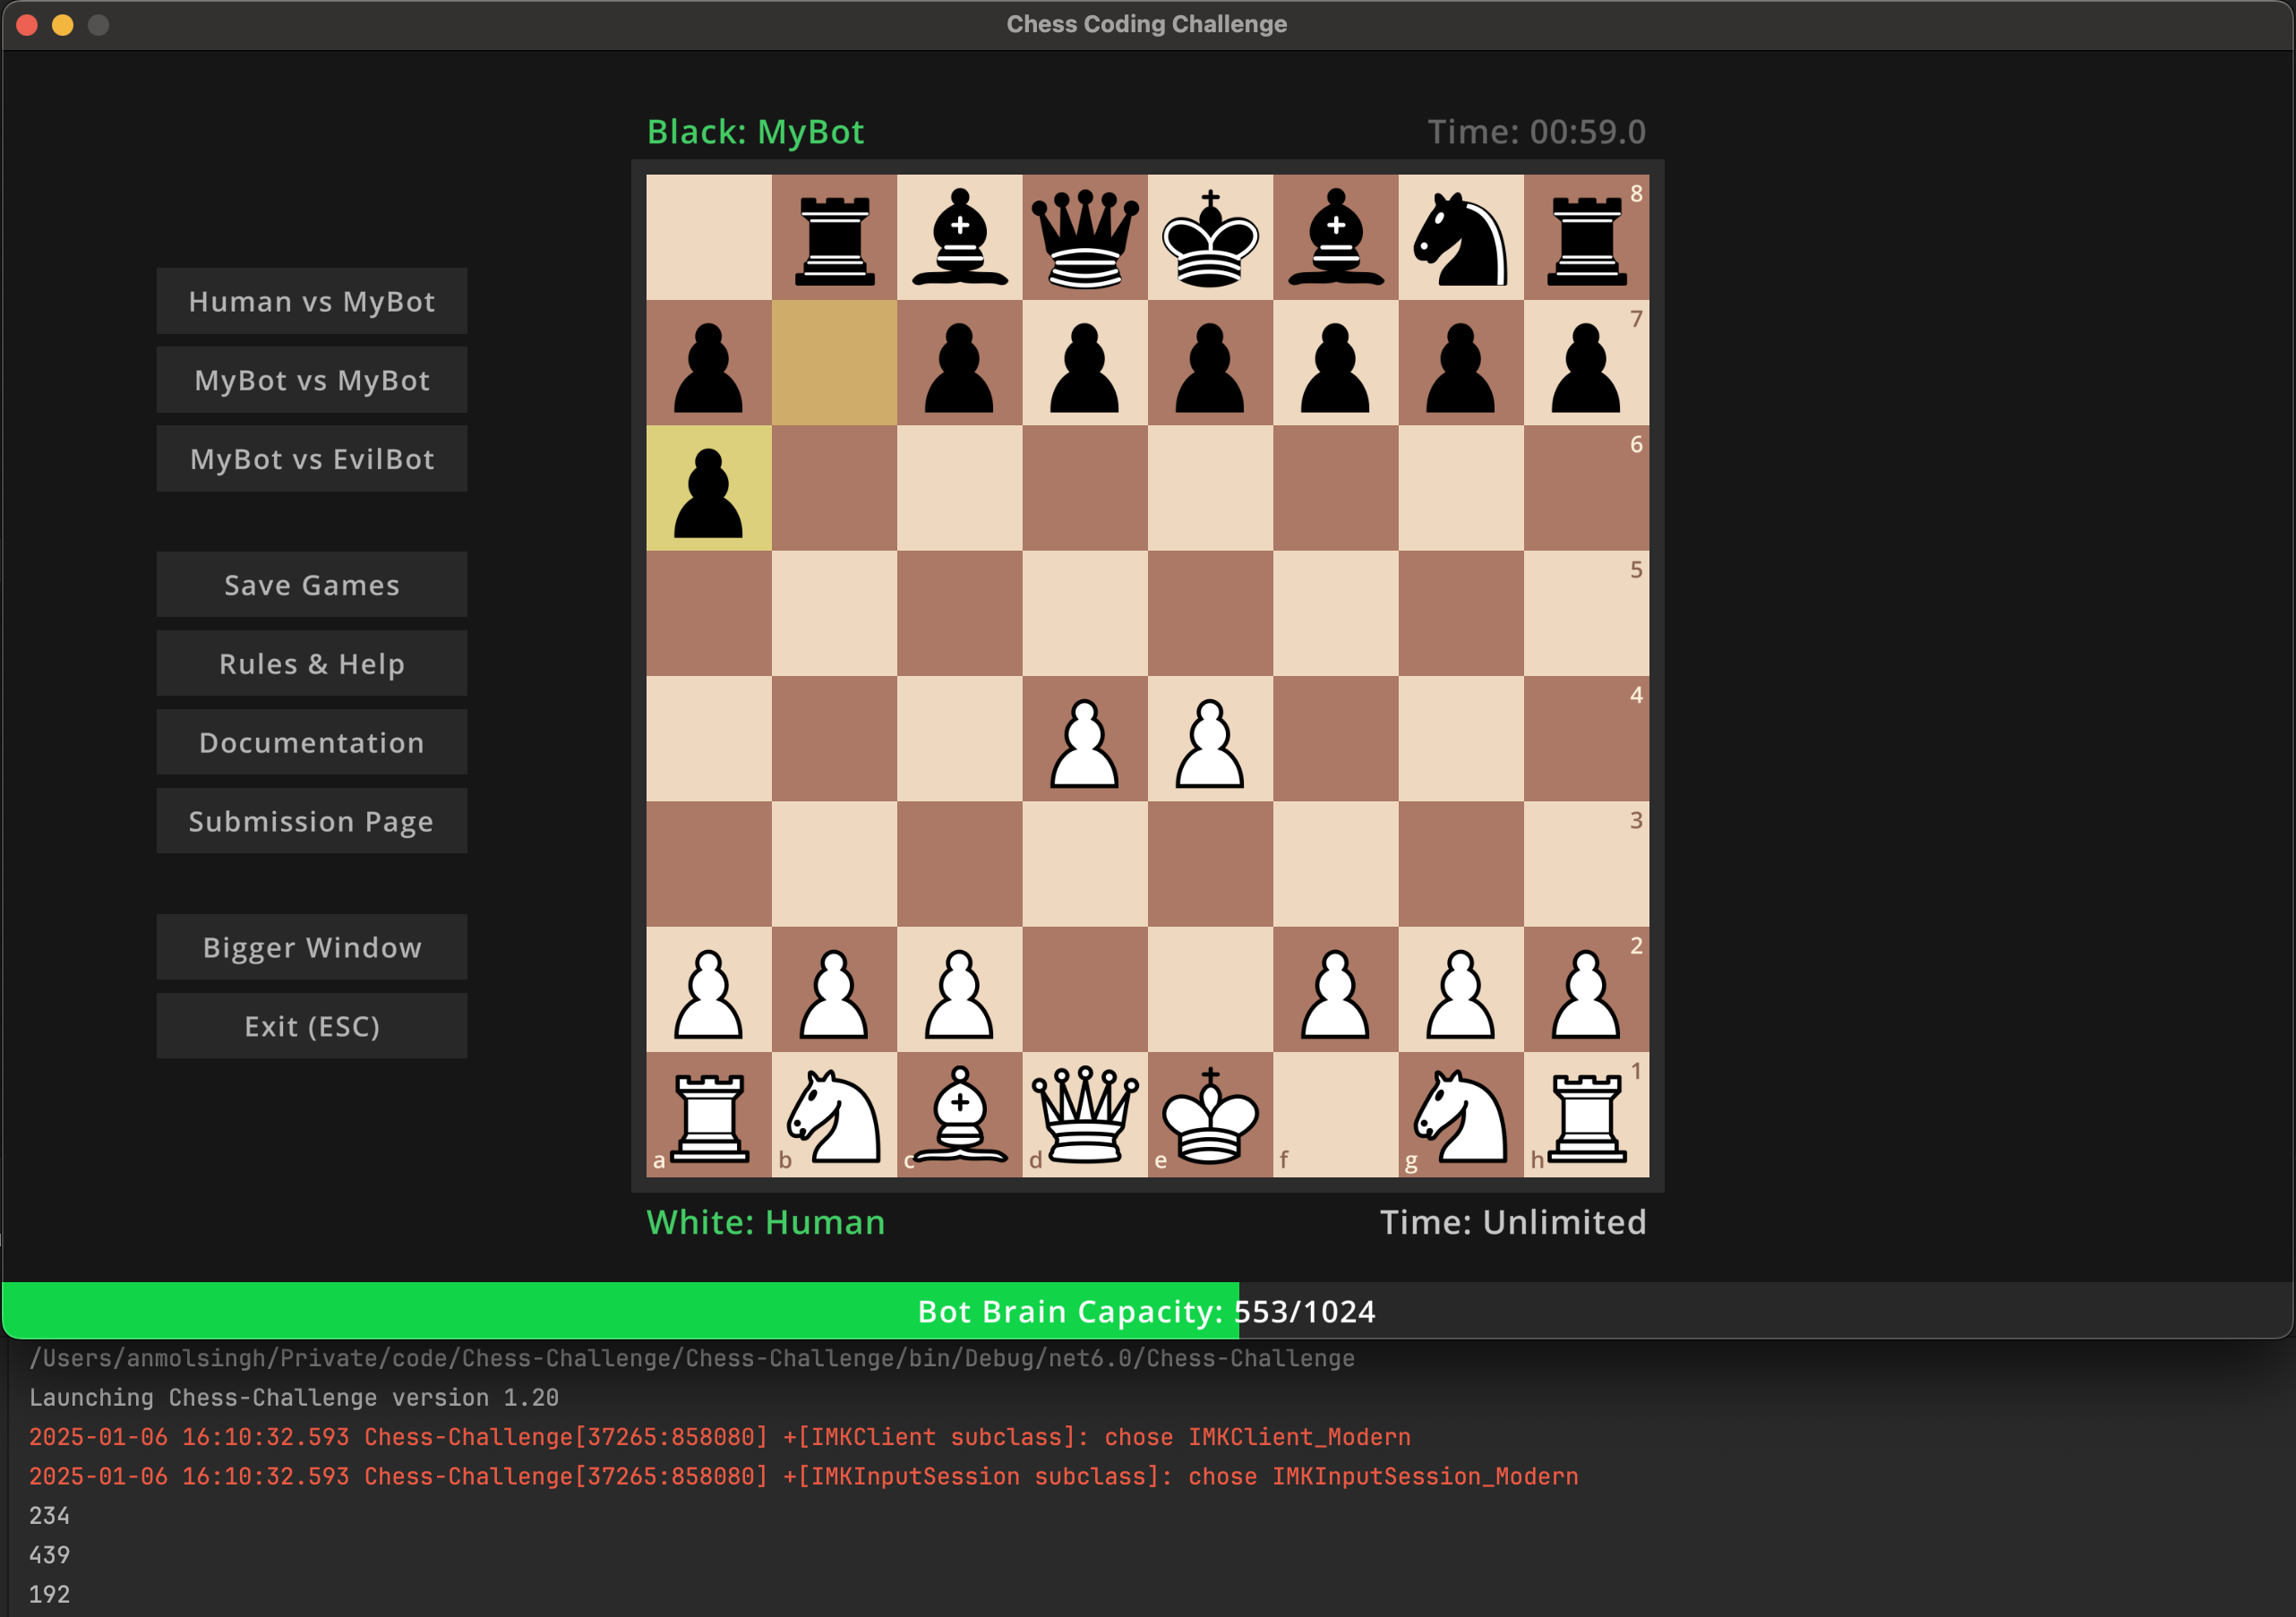 Chess Coding Challenge
Black: MyBot
Time: 00:59.0
Human vs MyBot
MyBot vs MyBot
MyBot vs EvilBot
Save Games
Rules & Help
Documentation
Submission Page
Bigger Window
Exit (ESC)
8
7
6
5
4
3
2
1
a b c d e f g h
White: Human
Time: Unlimited
Bot Brain Capacity: 553/1024
/Users/anmolsingh/Private/code/Chess-Challenge/Chess-Challenge/bin/Debug/net6.0/Chess-Challenge
Launching Chess-Challenge version 1.20
2025-01-06 16:10:32.593 Chess-Challenge[37265:858080] +[IMKClient subclass]: chose IMKClient_Modern
2025-01-06 16:10:32.593 Chess-Challenge[37265:858080] +[IMKInputSession subclass]: chose IMKInputSession_Modern
234
439
192